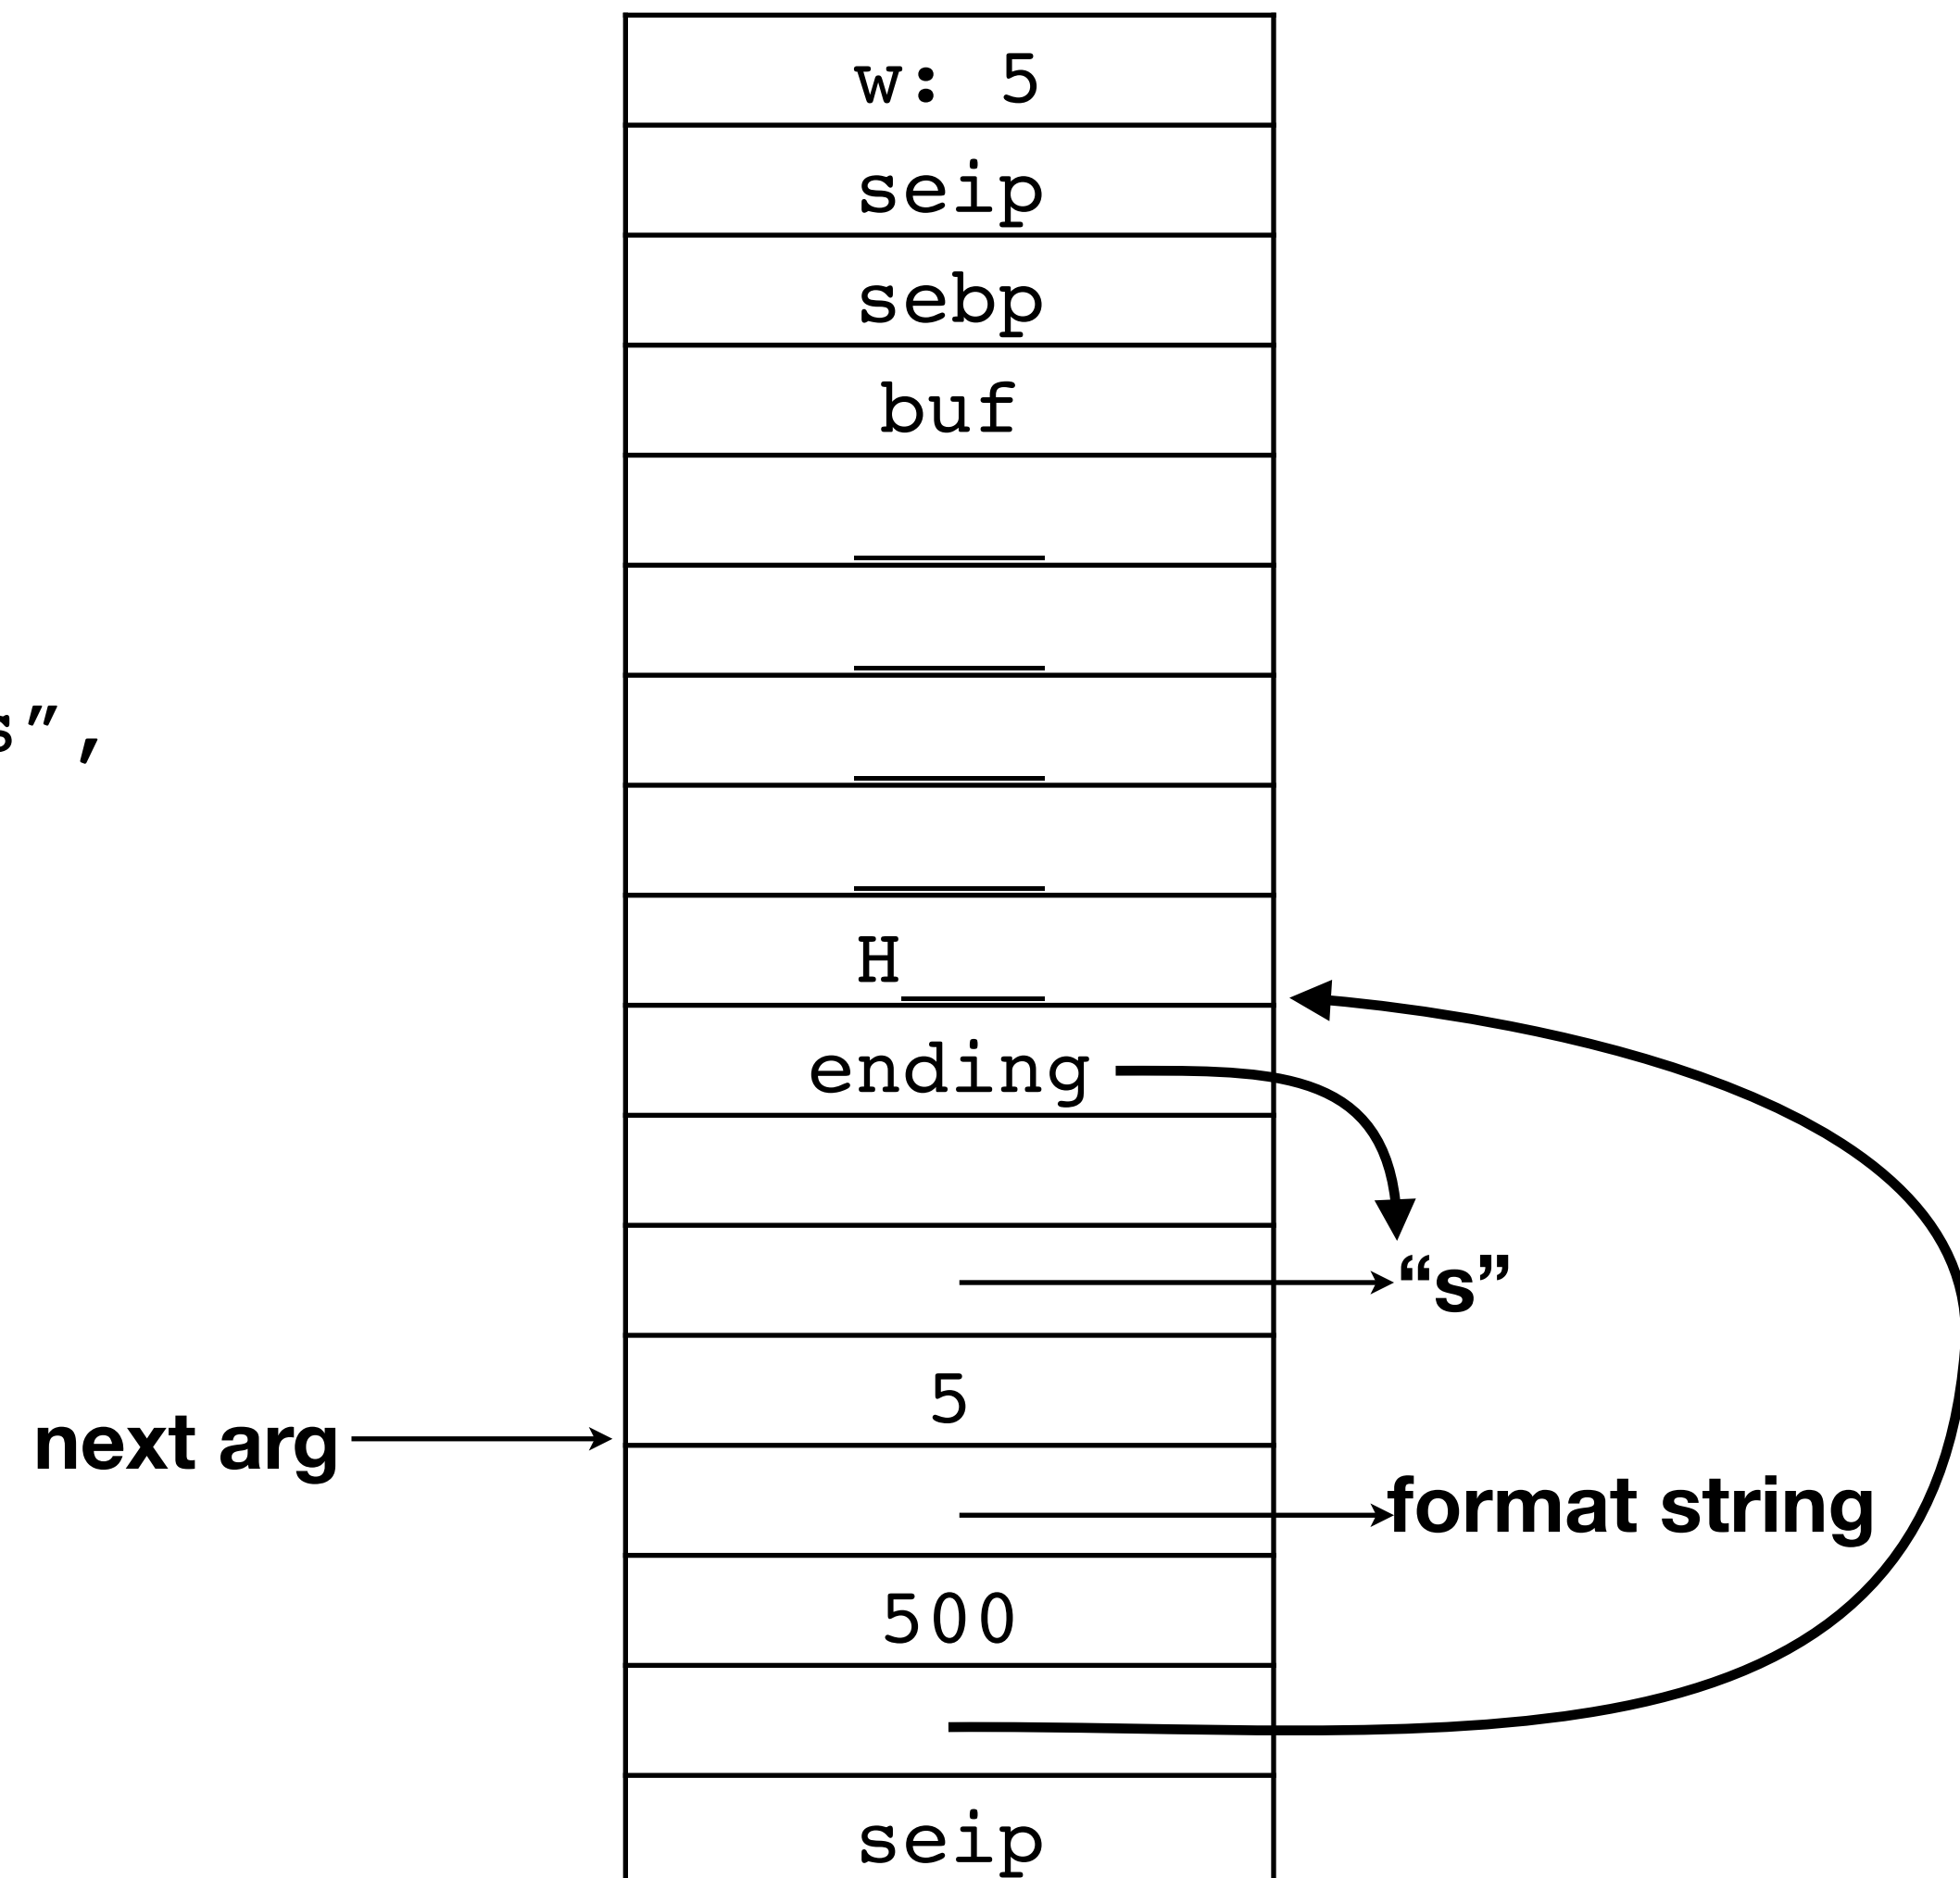 w: 5
seip
sebp
buf
____
____
s”,
____
____
H___
ending
“s”
5
next arg
format string
500
seip